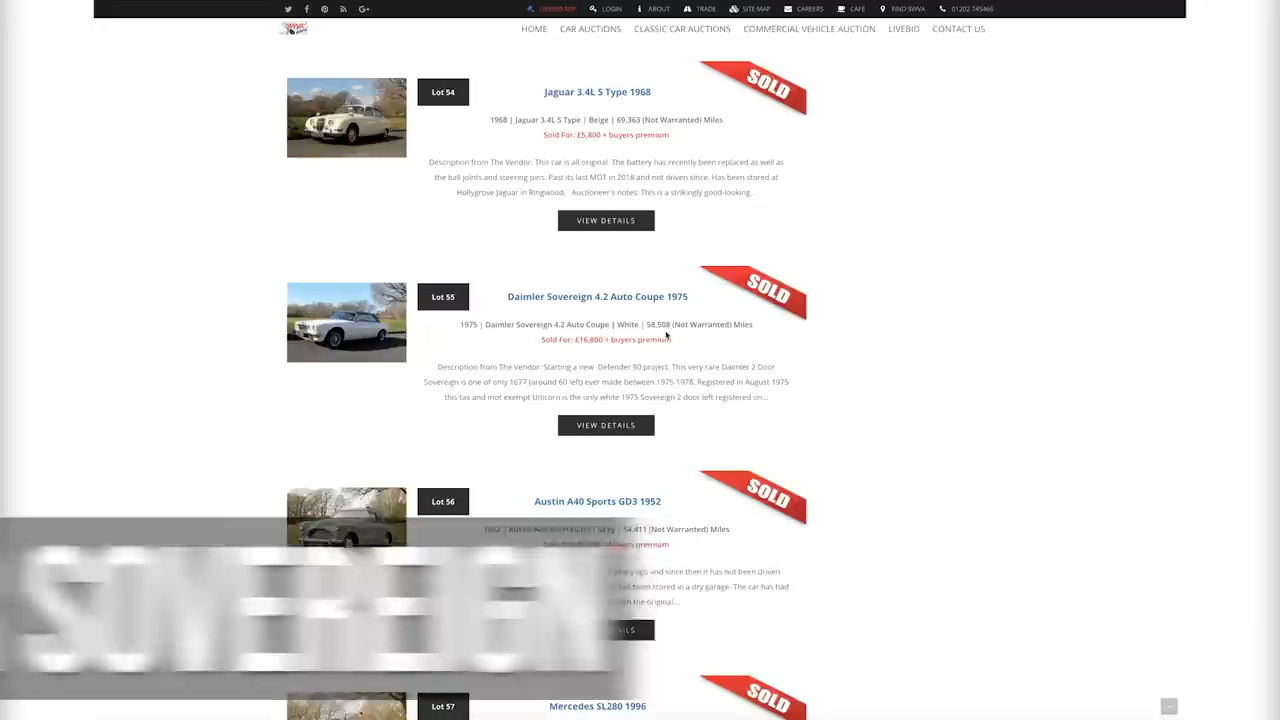 LIVEBID APP LOGIN ABOUT TRADE SITE MAP CAREERS CAFE FIND SWVA 01202 745466
HOME CAR AUCTIONS CLASSIC CAR AUCTIONS COMMERCIAL VEHICLE AUCTION LIVEBID CONTACT US
SOLD
Lot 54
Jaguar 3.4L S Type 1968
1968 | Jaguar 3.4L S Type | Beige | 69,363 (Not Warranted) Miles
Sold For: £5,800 + buyers premium
Description from The Vendor: This car is all original. The battery has recently been replaced as well as
the ball joints and steering pins. Past its last MOT in 2018 and not driven since. Has been stored at
Hollygrove Jaguar in Ringwood. Auctioneer's notes: This is a strikingly good-looking...
VIEW DETAILS
SOLD
Lot 55
Daimler Sovereign 4.2 Auto Coupe 1975
1975 | Daimler Sovereign 4.2 Auto Coupe | White | 58,508 (Not Warranted) Miles
Sold For: £16,800 + buyers premium
Description from The Vendor: Starting a new Defender 90 project. This very rare Daimler 2 Door
Sovereign is one of only 1677 (around 60 left) ever made between 1975-1978. Registered in August 1975
this tax and mot exempt Unicorn is the only white 1975 Sovereign 2 door left registered on...
VIEW DETAILS
SOLD
Lot 56
Austin A40 Sports GD3 1952
(Not Warranted) Miles
premium
years ago and since then it has not been driven
been stored in a dry garage. The car has had
the original...
SOLD
Lot 57
Mercedes SL280 1996